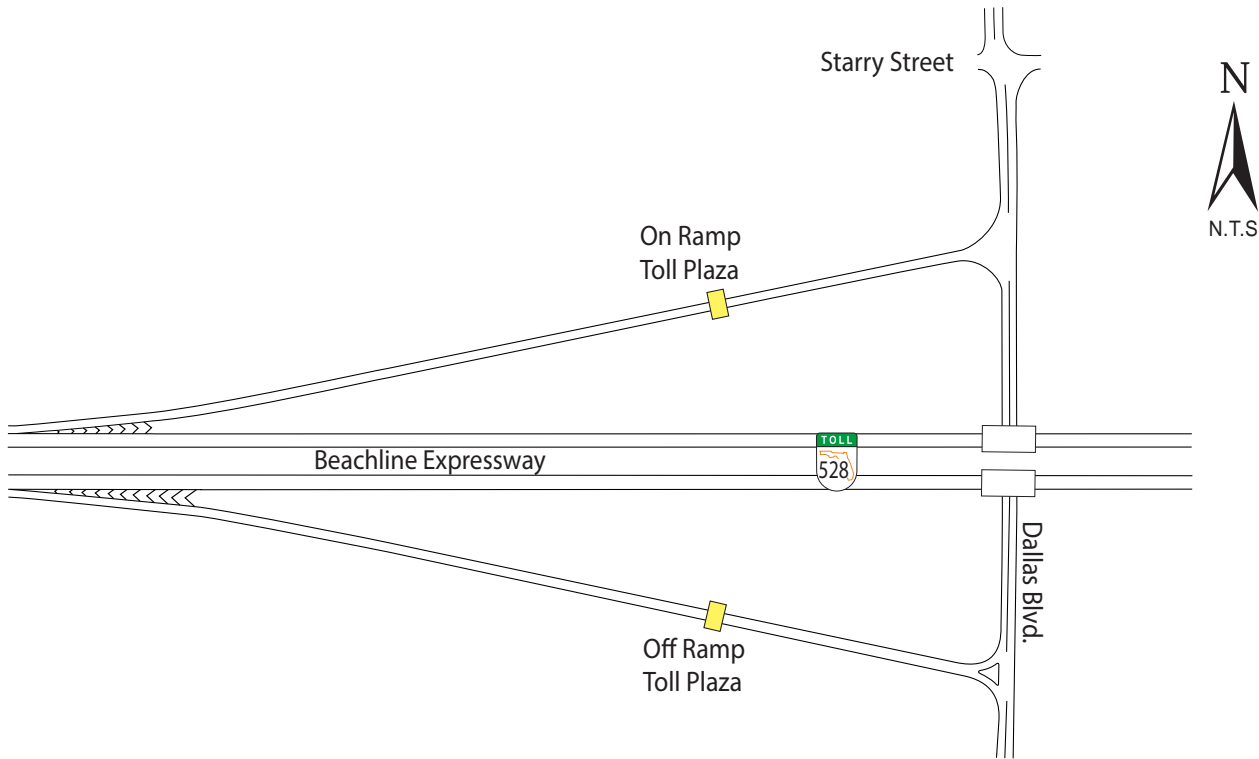 Starry Street
N
N.T.S
On Ramp
Toll Plaza
TOLL
528
Beachline Expressway
Dallas Blvd.
Off Ramp
Toll Plaza